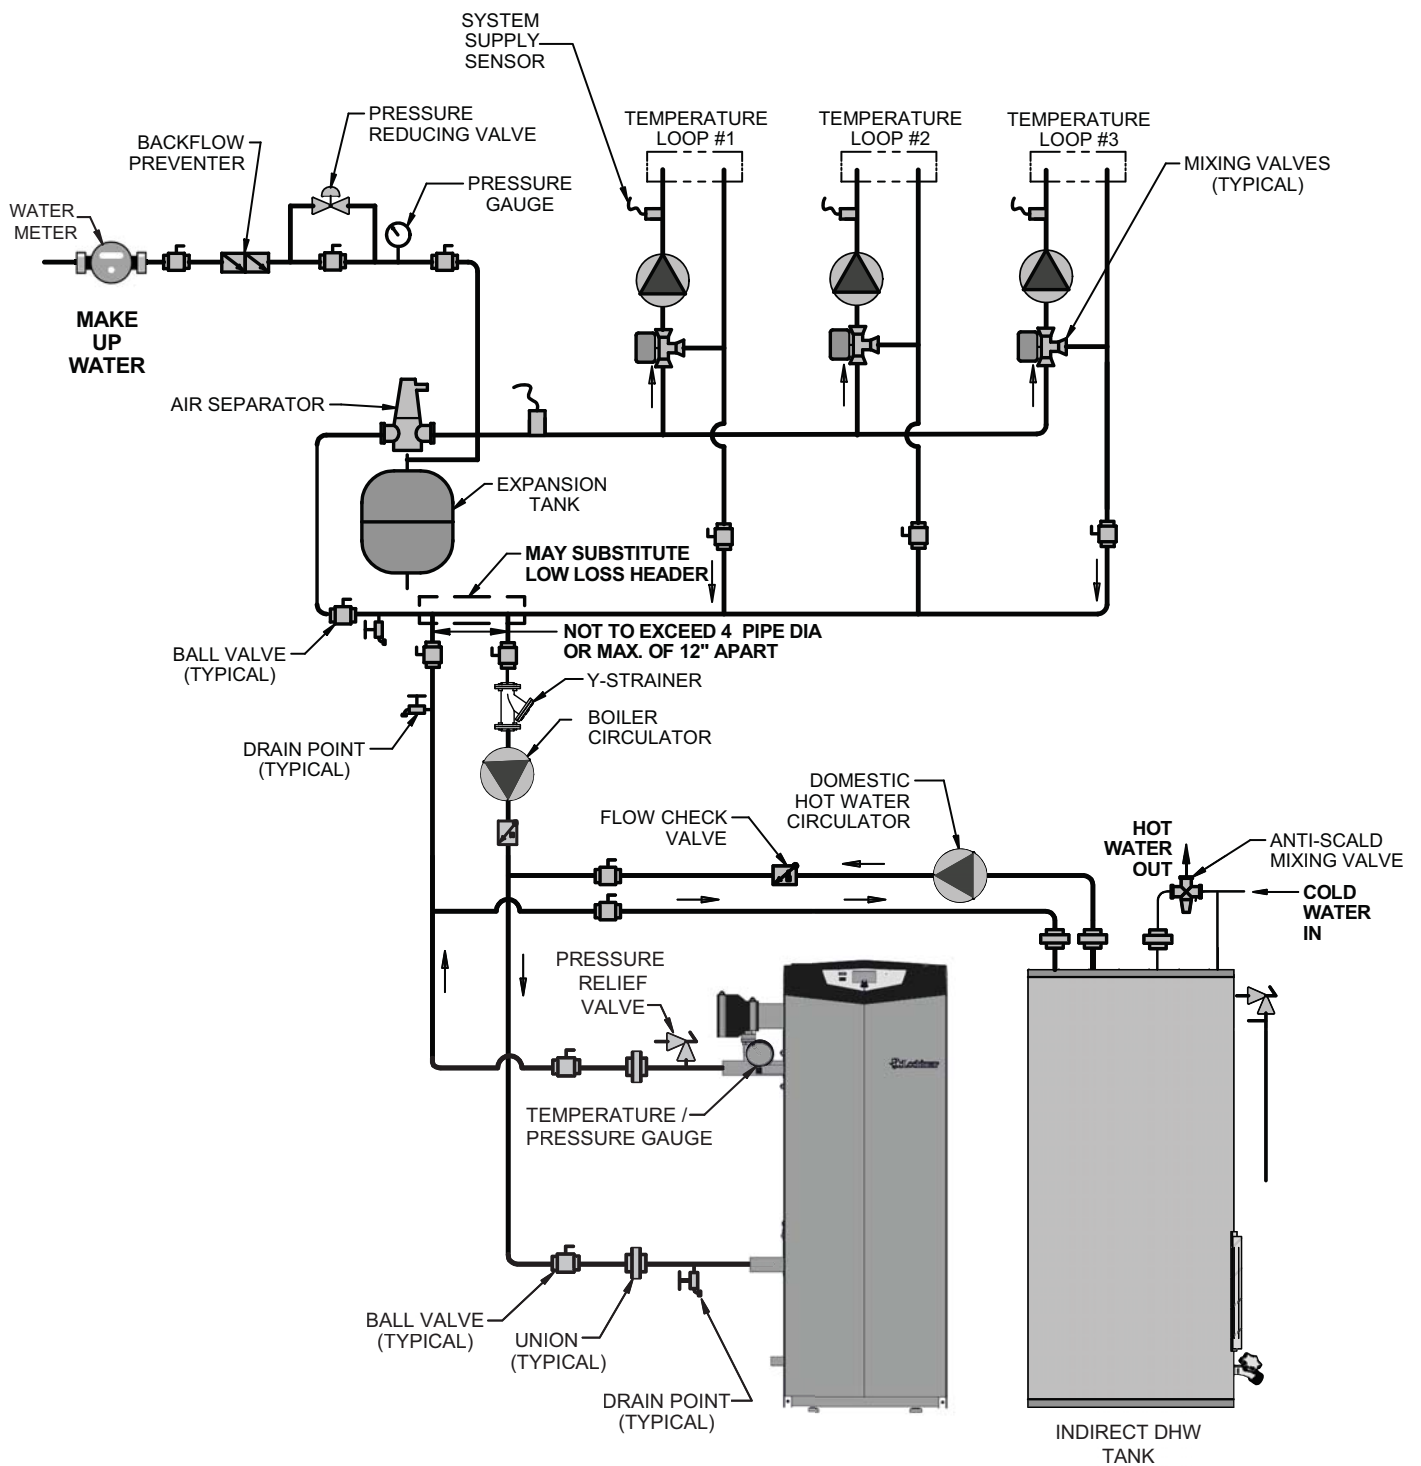 SYSTEM
SUPPLY
SENSOR
PRESSURE
REDUCING VALVE
BACKFLOW
PREVENTER
PRESSURE
GAUGE
WATER
METER
MAKE
UP
WATER
TEMPERATURE
LOOP #1
TEMPERATURE
LOOP #2
TEMPERATURE
LOOP #3
MIXING VALVES
(TYPICAL)
AIR SEPARATOR
EXPANSION
TANK
MAY SUBSTITUTE
LOW LOSS HEADER
NOT TO EXCEED 4 PIPE DIA
OR MAX. OF 12" APART
BALL VALVE
(TYPICAL)
Y-STRAINER
DRAIN POINT
(TYPICAL)
BOILER
CIRCULATOR
DOMESTIC
HOT WATER
CIRCULATOR
FLOW CHECK
VALVE
HOT
WATER
OUT
ANTI-SCALD
MIXING VALVE
COLD
WATER
IN
PRESSURE
RELIEF
VALVE
Lochinvar
TEMPERATURE /
PRESSURE GAUGE
BALL VALVE
(TYPICAL)
UNION
(TYPICAL)
DRAIN POINT
(TYPICAL)
INDIRECT DHW
TANK